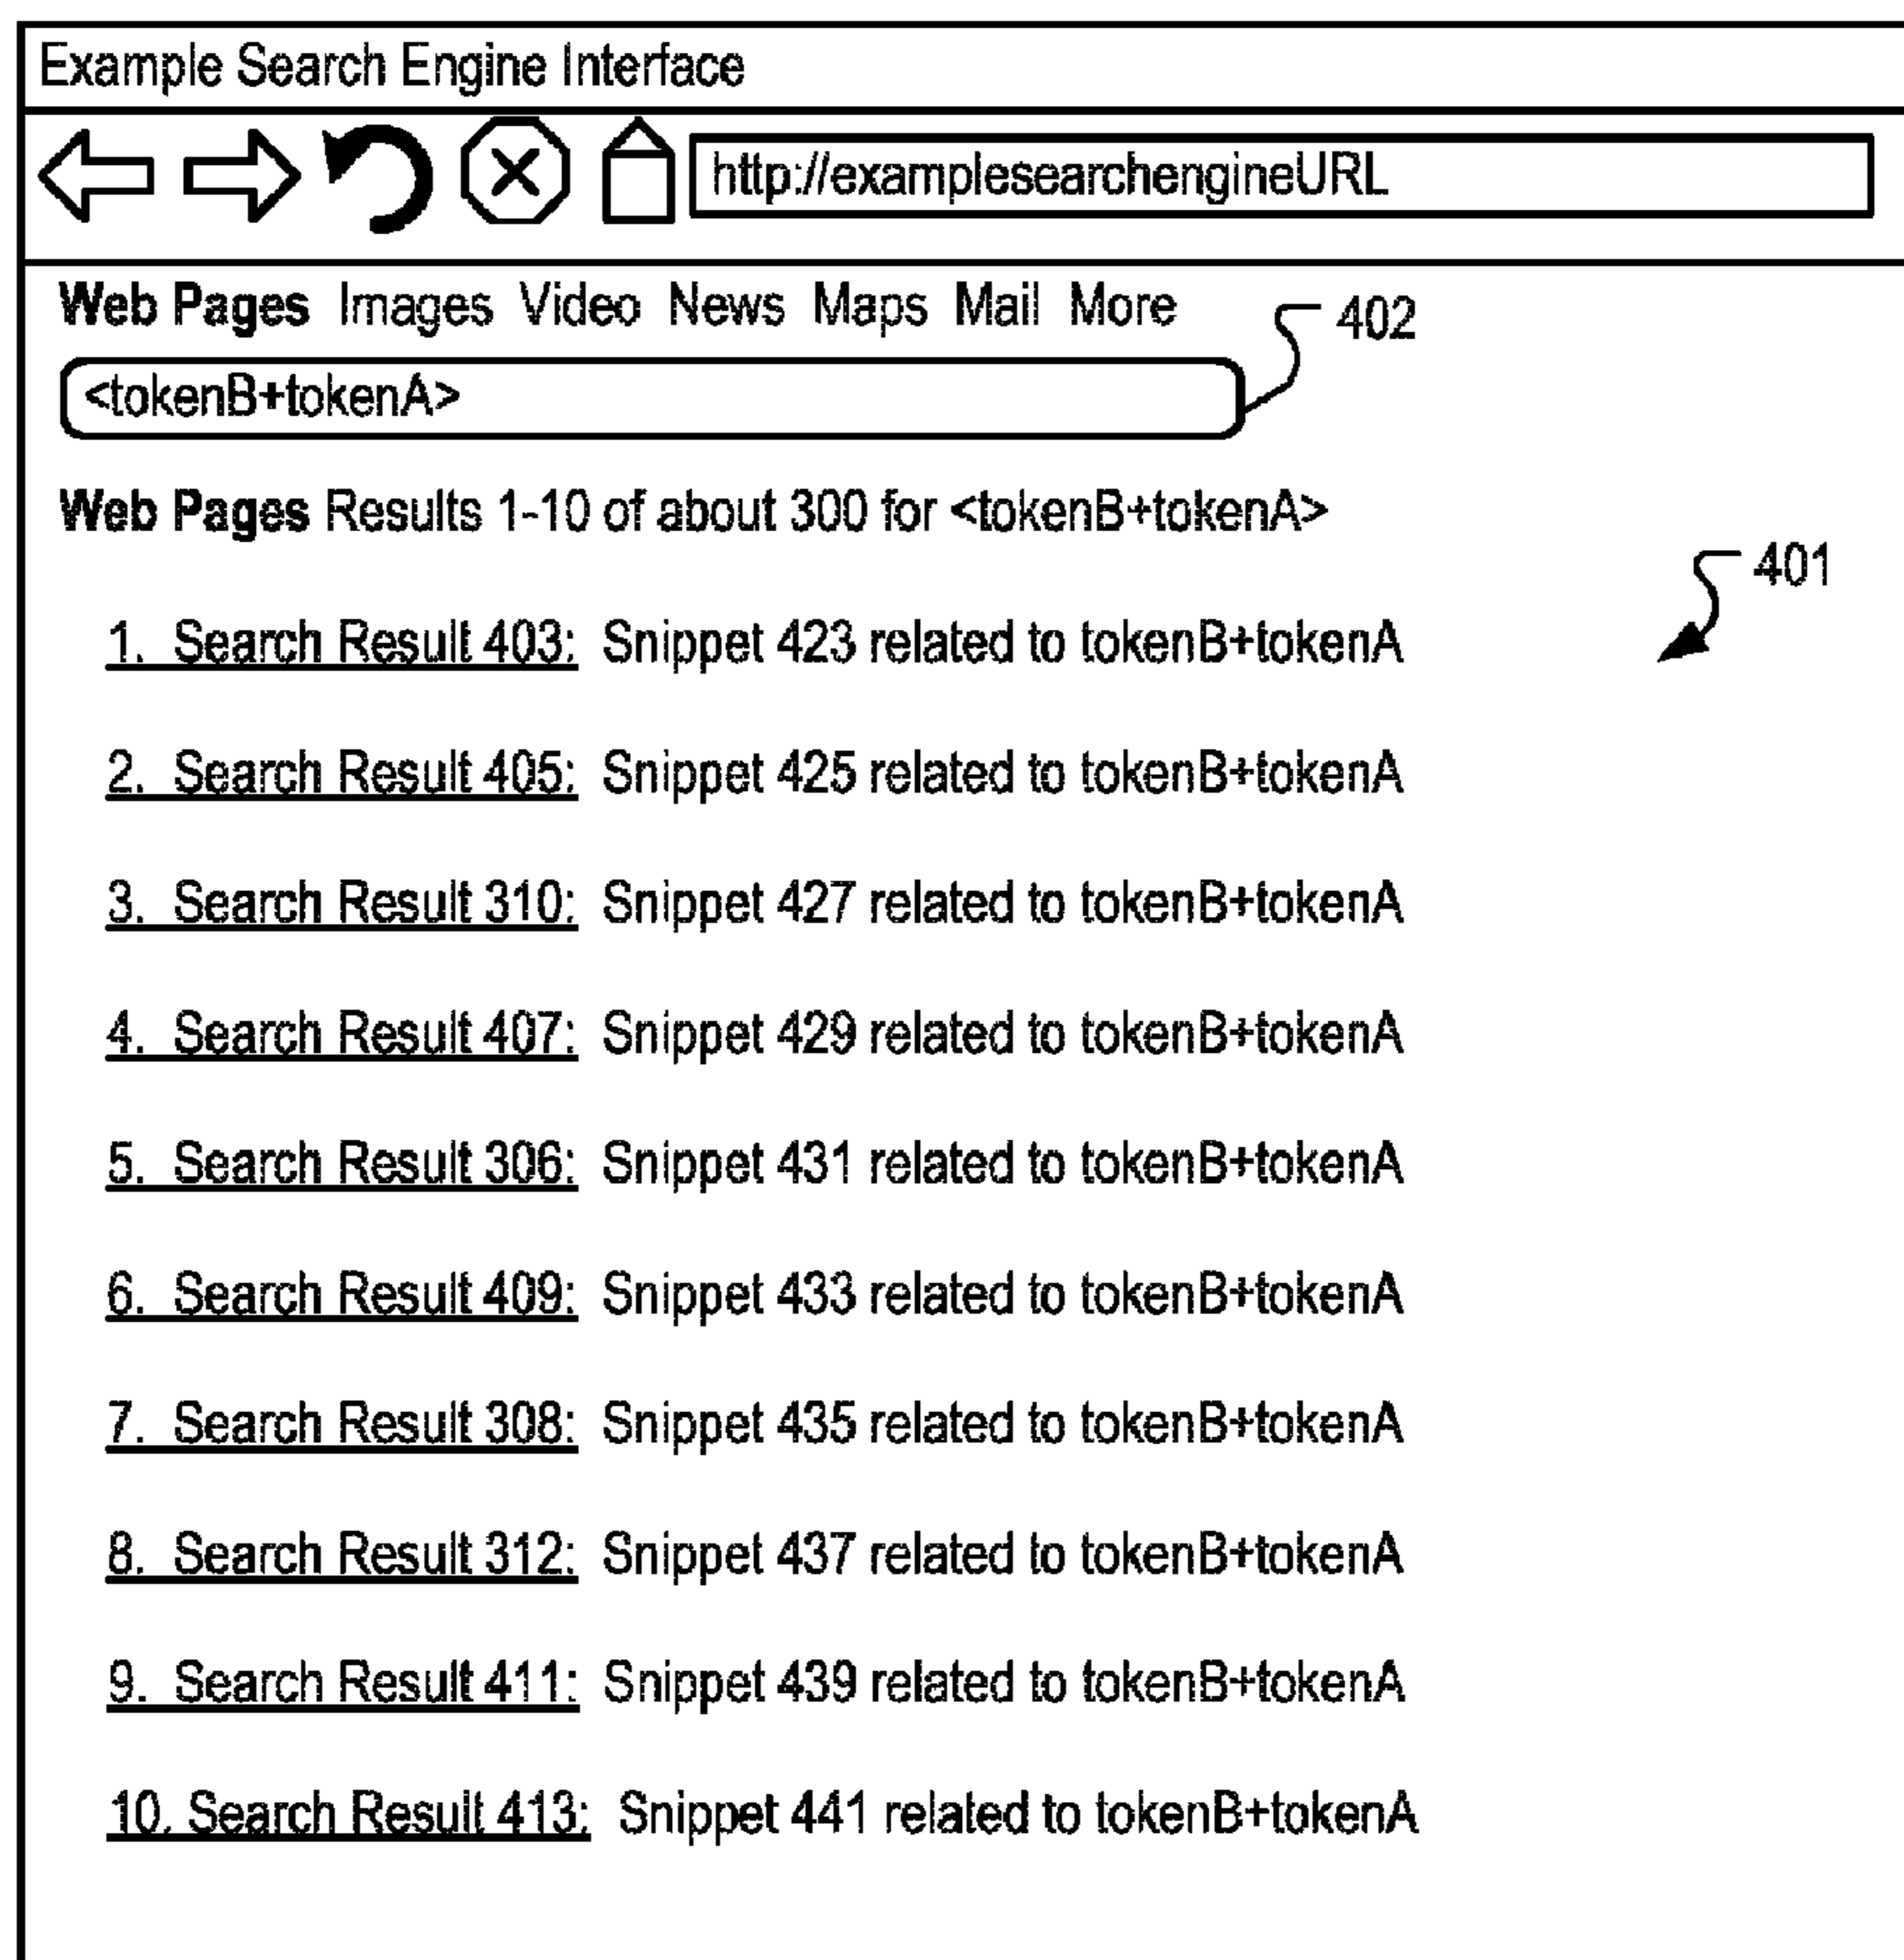 Example Search Engine Interface
http://examplesearchengineURL
Web Pages Images Video News Maps Mail More
402
<tokenB+tokenA>
Web Pages Results 1-10 of about 300 for <tokenB+tokenA>
401
1. Search Result 403: Snippet 423 related to tokenB+tokenA
2. Search Result 405: Snippet 425 related to tokenB+tokenA
3. Search Result 310: Snippet 427 related to tokenB+tokenA
4. Search Result 407: Snippet 429 related to tokenB+tokenA
5. Search Result 306: Snippet 431 related to tokenB+tokenA
6. Search Result 409: Snippet 433 related to tokenB+tokenA
7. Search Result 308: Snippet 435 related to tokenB+tokenA
8. Search Result 312: Snippet 437 related to tokenB+tokenA
9. Search Result 411: Snippet 439 related to tokenB+tokenA
10. Search Result 413: Snippet 441 related to tokenB+tokenA